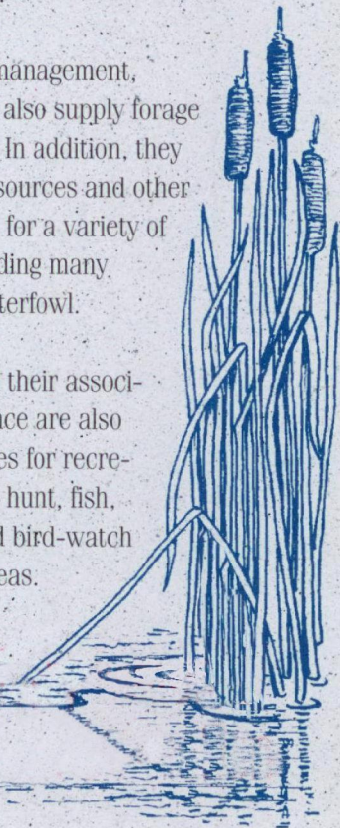 management,
also supply forage
In addition, they
sources and other
for a variety of
ding many
terfowl.
their associ-
nce are also
es for recre-
hunt, fish,
d bird-watch
eas.